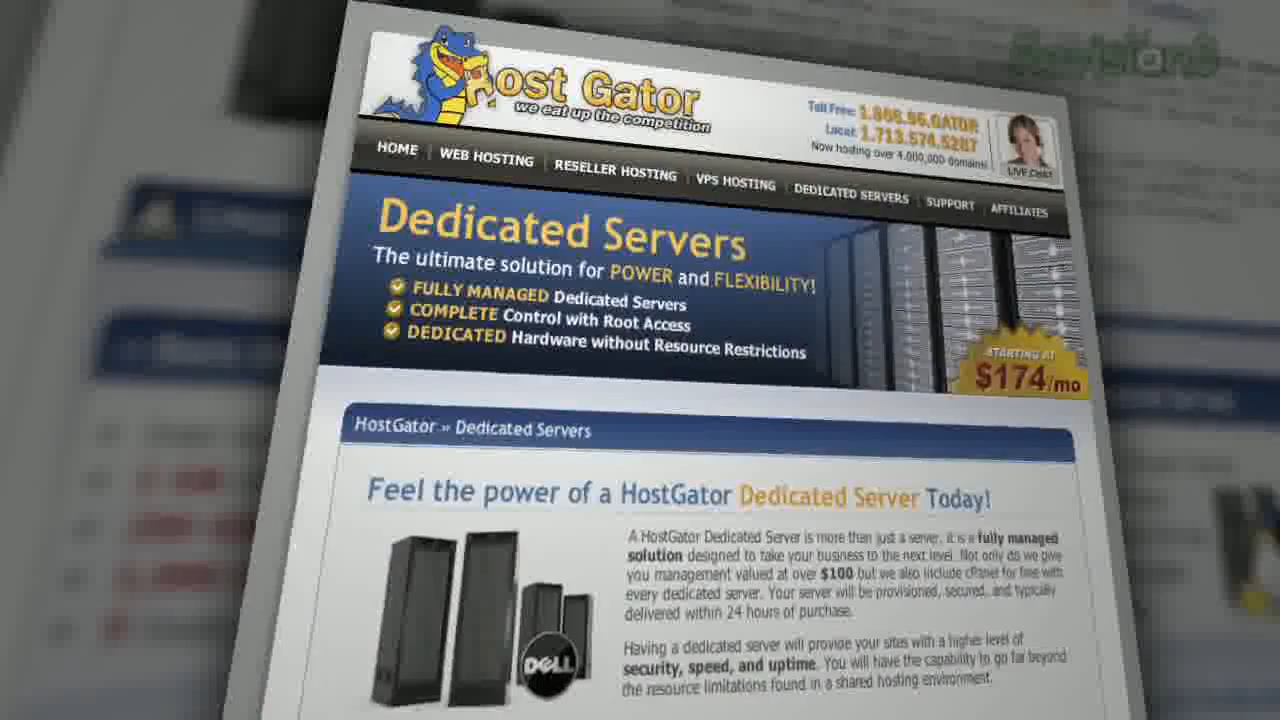 Host Gator
we eat up the competition
Toll Free: 1.866.96.GATOR
Local: 1.713.574.5287
Now hosting over 4,000,000 domains!
LIVE CHAT
HOME WEB HOSTING RESELLER HOSTING VPS HOSTING DEDICATED SERVERS SUPPORT AFFILIATES
Dedicated Servers
The ultimate solution for POWER and FLEXIBILITY!
FULLY MANAGED Dedicated Servers
COMPLETE Control with Root Access
DEDICATED Hardware without Resource Restrictions
STARTING AT
$174/mo
HostGator » Dedicated Servers
Feel the power of a HostGator Dedicated Server Today!
A HostGator Dedicated Server is more than just a server, it is a fully managed
solution designed to take your business to the next level. Not only do we give
you management valued at over $100 but we also include cPanel for free with
every dedicated server. Your server will be provisioned, secured, and typically
delivered within 24 hours of purchase.
Having a dedicated server will provide your sites with a higher level of
security, speed, and uptime. You will have the capability to go far beyond
the resource limitations found in a shared hosting environment.
DELL